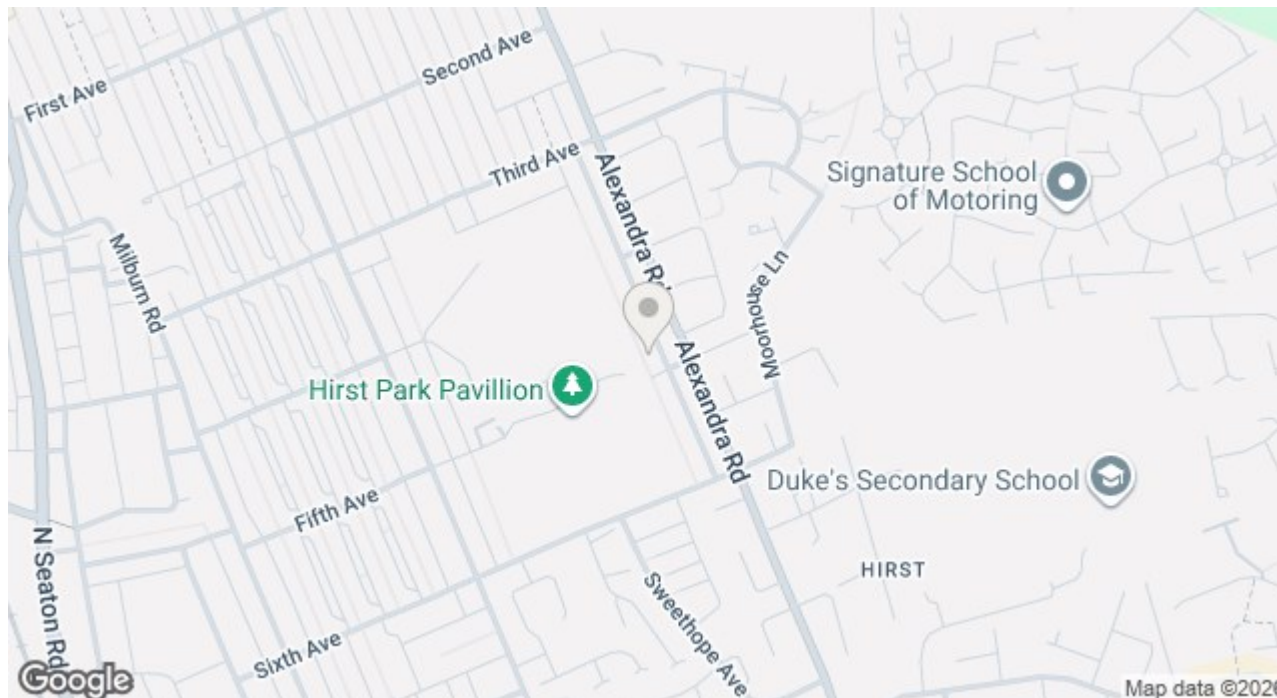 First Ave
Second Ave
Third Ave
Alexandra Rd
Signature School
of Motoring
Milburn Rd
Moorhouse Ln
Hirst Park Pavillion
Alexandra Rd
Duke's Secondary School
Fifth Ave
N Seaton Rd
HIRST
Sweethope Ave
Sixth Ave
Google
Map data ©2026